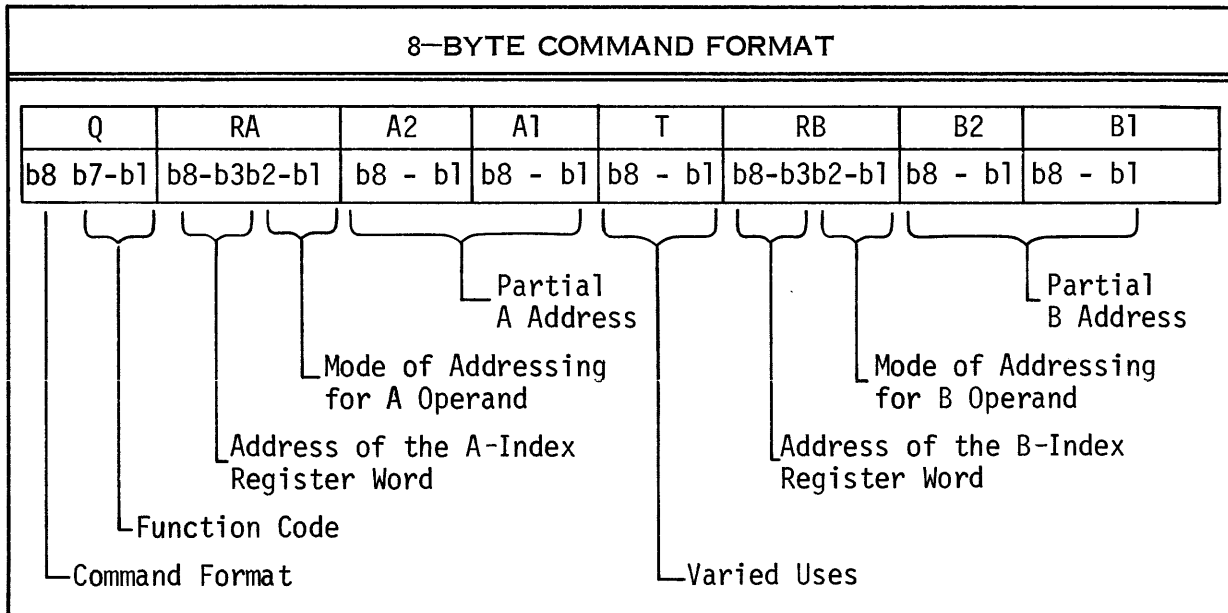 8-BYTE COMMAND FORMAT
Q RA A2 A1 T RB B2 B1
b8 b7-b1 b8-b3b2-b1 b8 - b1 b8 - b1 b8 - b1 b8-b3b2-b1 b8 - b1 b8 - b1
Partial
A Address
Partial
B Address
Mode of Addressing
for A Operand
Mode of Addressing
for B Operand
Address of the A-Index
Register Word
Address of the B-Index
Register Word
Function Code
Command Format
Varied Uses